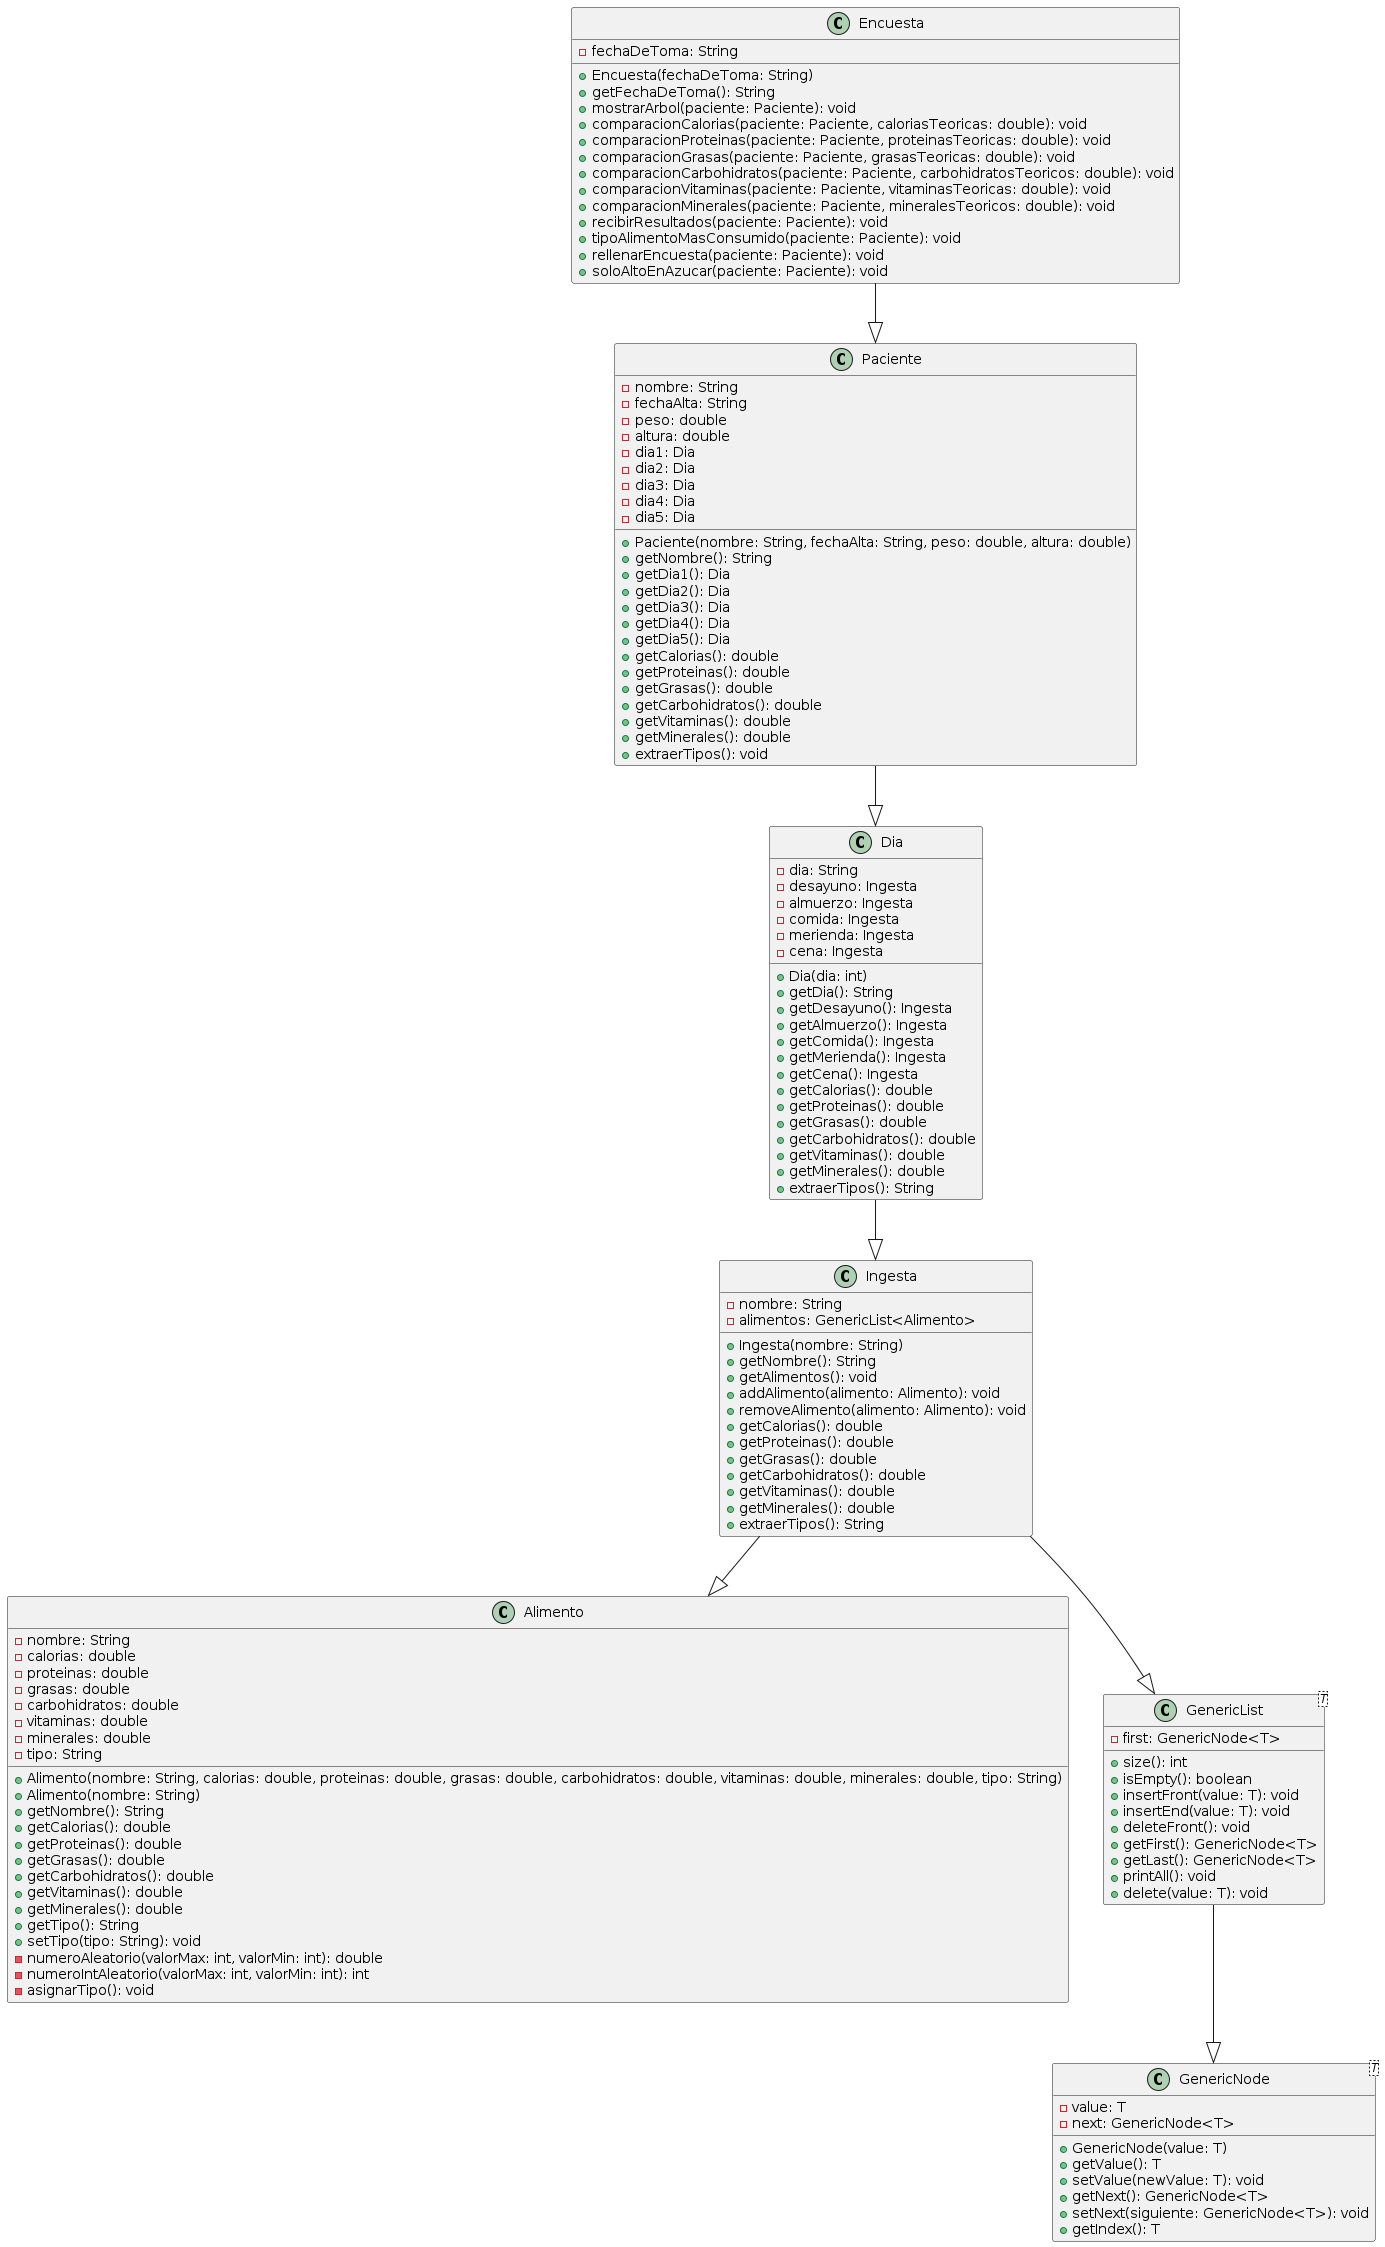 C Encuesta
fechaDeToma: String
Encuesta(fechaDeToma: String)
getFechaDeToma(): String
mostrarArbol(paciente: Paciente): void
comparacionCalorias(paciente: Paciente, caloriasTeoricas: double): void
comparacionProteinas(paciente: Paciente, proteinasTeoricas: double): void
comparacionGrasas(paciente: Paciente, grasasTeoricas: double): void
comparacionCarbohidratos(paciente: Paciente, carbohidratosTeoricos: double): void
comparacionVitaminas(paciente: Paciente, vitaminasTeoricas: double): void
comparacionMinerales(paciente: Paciente, mineralesTeoricos: double): void
recibirResultados(paciente: Paciente): void
tipoAlimentoMasConsumido(paciente: Paciente): void
rellenarEncuesta(paciente: Paciente): void
soloAltoEnAzucar(paciente: Paciente): void
C Paciente
nombre: String
fechaAlta: String
peso: double
altura: double
dia1: Dia
dia2: Dia
dia3: Dia
dia4: Dia
dia5: Dia
Paciente(nombre: String, fechaAlta: String, peso: double, altura: double)
getNombre(): String
getDia1(): Dia
getDia2(): Dia
getDia3(): Dia
getDia4(): Dia
getDia5(): Dia
getCalorias(): double
getProteinas(): double
getGrasas(): double
getCarbohidratos(): double
getVitaminas(): double
getMinerales(): double
extraerTipos(): void
C Dia
dia: String
desayuno: Ingesta
almuerzo: Ingesta
comida: Ingesta
merienda: Ingesta
cena: Ingesta
Dia(dia: int)
getDia(): String
getDesayuno(): Ingesta
getAlmuerzo(): Ingesta
getComida(): Ingesta
getMerienda(): Ingesta
getCena(): Ingesta
getCalorias(): double
getProteinas(): double
getGrasas(): double
getCarbohidratos(): double
getVitaminas(): double
getMinerales(): double
extraerTipos(): String
C Ingesta
nombre: String
alimentos: GenericList<Alimento>
Ingesta(nombre: String)
getNombre(): String
getAlimentos(): void
addAlimento(alimento: Alimento): void
removeAlimento(alimento: Alimento): void
getCalorias(): double
getProteinas(): double
getGrasas(): double
getCarbohidratos(): double
getVitaminas(): double
getMinerales(): double
extraerTipos(): String
C Alimento
nombre: String
calorias: double
proteinas: double
grasas: double
carbohidratos: double
vitaminas: double
minerales: double
tipo: String
Alimento(nombre: String, calorias: double, proteinas: double, grasas: double, carbohidratos: double, vitaminas: double, minerales: double, tipo: String)
Alimento(nombre: String)
getNombre(): String
getCalorias(): double
getProteinas(): double
getGrasas(): double
getCarbohidratos(): double
getVitaminas(): double
getMinerales(): double
getTipo(): String
setTipo(tipo: String): void
numeroAleatorio(valorMax: int, valorMin: int): double
numeroIntAleatorio(valorMax: int, valorMin: int): int
asignarTipo(): void
C GenericList T
first: GenericNode<T>
size(): int
isEmpty(): boolean
insertFront(value: T): void
insertEnd(value: T): void
deleteFront(): void
getFirst(): GenericNode<T>
getLast(): GenericNode<T>
printAll(): void
delete(value: T): void
C GenericNode T
value: T
next: GenericNode<T>
GenericNode(value: T)
getValue(): T
setValue(newValue: T): void
getNext(): GenericNode<T>
setNext(siguiente: GenericNode<T>): void
getIndex(): T